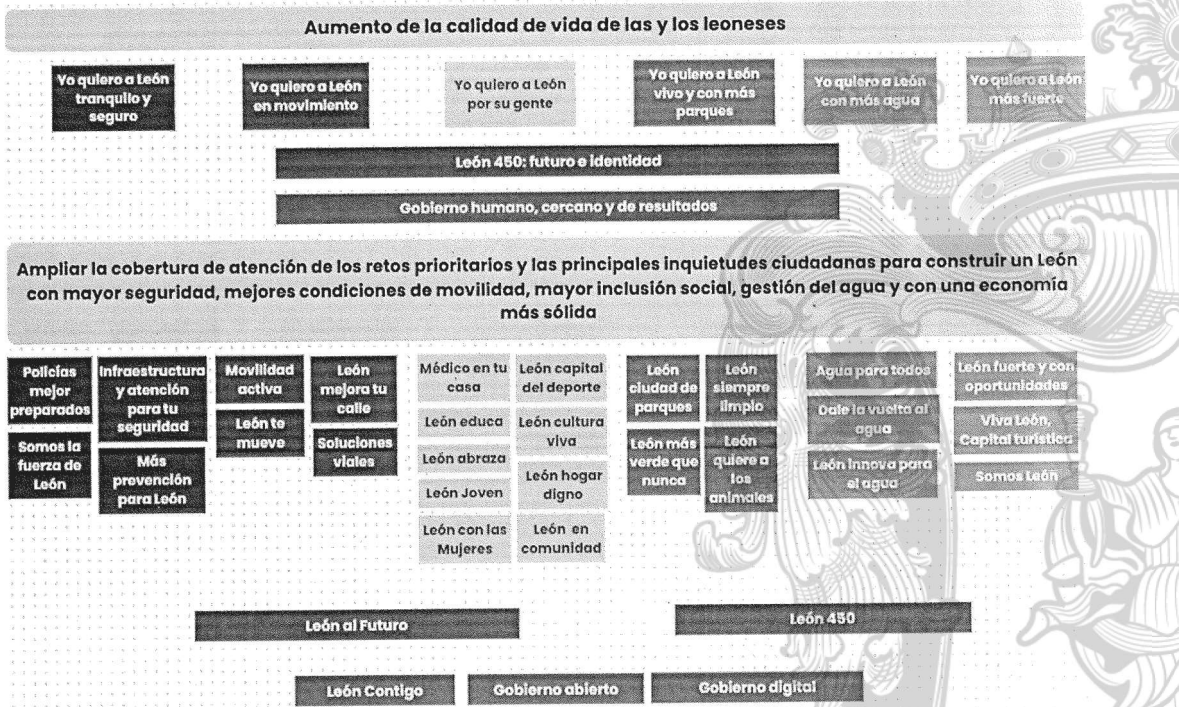 Aumento de la calidad de vida de las y los leoneses
Yo quiero a León
tranquilo y
seguro
Yo quiero a León
en movimiento
Yo quiero a León
por su gente
Yo quiero a León
vivo y con más
parques
Yo quiero a León
con más agua
Yo quiero a León
más fuerte
León 450: futuro e identidad
Gobierno humano, cercano y de resultados
Ampliar la cobertura de atención de los retos prioritarios y las principales inquietudes ciudadanas para construir un León
con mayor seguridad, mejores condiciones de movilidad, mayor inclusión social, gestión del agua y con una economía
más sólida
Policías
mejor
preparados
Somos la
fuerza de
León
Infraestructura
y atención
para tu
seguridad
Más
prevención
para León
Movilidad
activa
León te
mueve
León
mejora tu
calle
Soluciones
viales
Médico en tu
casa
León educa
León abraza
León Joven
León con las
Mujeres
León capital
del deporte
León cultura
viva
León hogar
digno
León en
comunidad
León
ciudad de
parques
León más
verde que
nunca
León
siempre
limpio
León
quiere a
los
animales
Agua para todos
Dale la vuelta al
agua
León innova para
el agua
León fuerte y con
oportunidades
Viva León,
Capital turística
Somos León
León al Futuro
León 450
León Contigo
Gobierno abierto
Gobierno digital